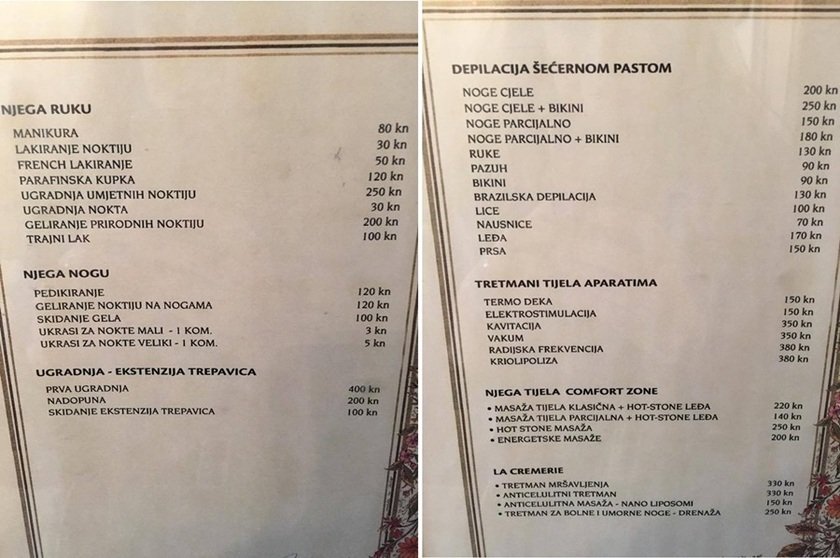 NJEGA RUKU
MANIKURA 80 kn
LAKIRANJE NOKTIJU 30 kn
FRENCH LAKIRANJE 50 kn
PARAFINSKA KUPKA 120 kn
UGRADNJA UMJETNIH NOKTIJU 250 kn
UGRADNJA NOKTA 30 kn
GELIRANJE PRIRODNIH NOKTIJU 200 kn
TRAJNI LAK 100 kn
NJEGA NOGU
PEDIKIRANJE 120 kn
GELIRANJE NOKTIJU NA NOGAMA 120 kn
SKIDANJE GELA 100 kn
UKRASI ZA NOKTE MALI - 1 KOM. 3 kn
UKRASI ZA NOKTE VELIKI - 1 KOM. 5 kn
UGRADNJA - EKSTENZIJA TREPAVICA
PRVA UGRADNJA 400 kn
NADOPUNA 200 kn
SKIDANJE EKSTENZIJA TREPAVICA 100 kn
DEPILACIJA ŠEĆERNOM PASTOM
NOGE CJELE 200 kn
NOGE CJELE + BIKINI 250 kn
NOGE PARCIJALNO 150 kn
NOGE PARCIJALNO + BIKINI 180 kn
RUKE 130 kn
PAZUH 90 kn
BIKINI 90 kn
BRAZILSKA DEPILACIJA 130 kn
LICE 100 kn
NAUSNICE 70 kn
LEĐA 170 kn
PRSA 150 kn
TRETMANI TIJELA APARATIMA
TERMO DEKA 150 kn
ELEKTROSTIMULACIJA 150 kn
KAVITACIJA 350 kn
VAKUM 350 kn
RADIJSKA FREKVENCIJA 380 kn
KRIOLIPOLIZA 380 kn
NJEGA TIJELA COMFORT ZONE
• MASAŽA TIJELA KLASIČNA + HOT-STONE LEĐA 220 kn
• MASAŽA TIJELA PARCIJALNA + HOT-STONE LEĐA 140 kn
• HOT STONE MASAŽA 250 kn
• ENERGETSKE MASAŽE 200 kn
LA CREMERIE
• TRETMAN MRŠAVLJENJA 330 kn
• ANTICELULITNI TRETMAN 330 kn
• ANTICELULITNA MASAŽA - NANO LIPOSOMI 150 kn
• TRETMAN ZA BOLNE I UMORNE NOGE - DRENAŽA 250 kn